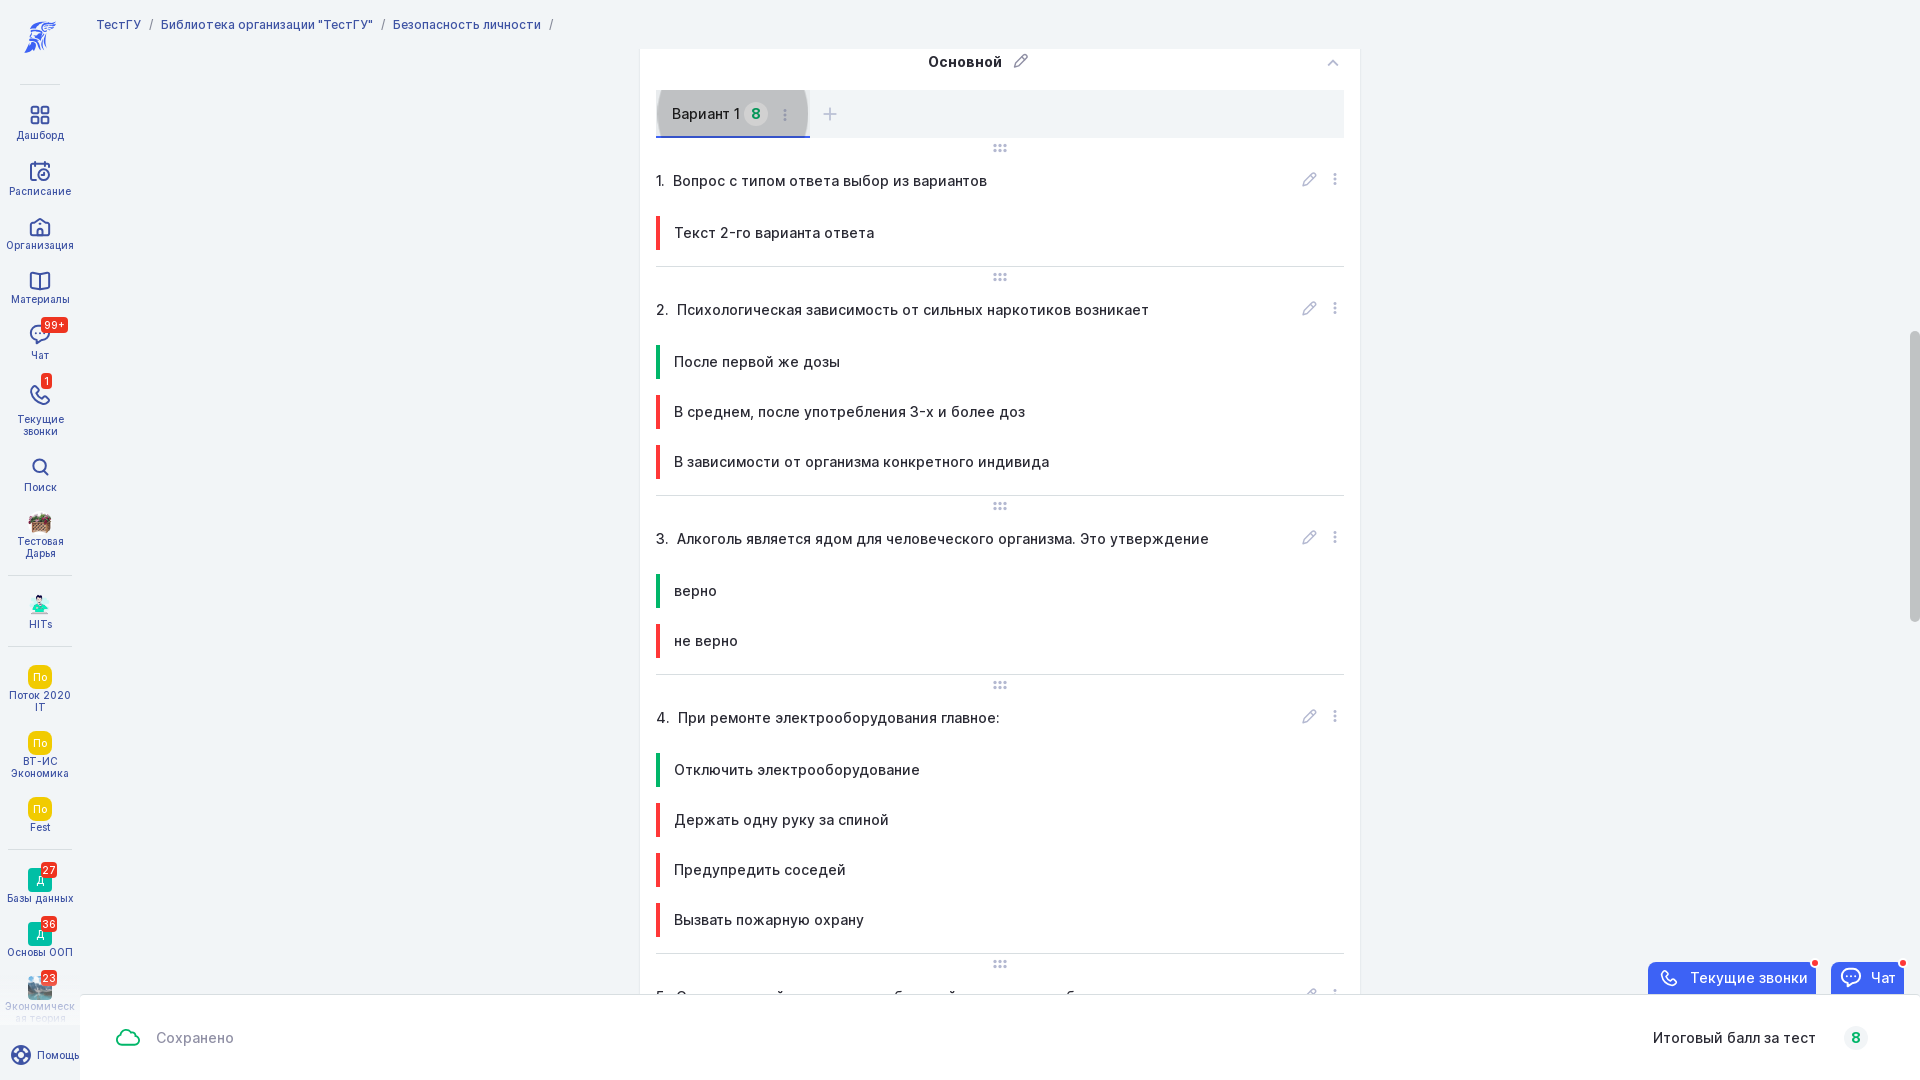 ТестГУ / Библиотека организации "ТестГУ" / Безопасность личности /
Основной
Вариант 1 8
1. Вопрос с типом ответа выбор из вариантов
Текст 2-го варианта ответа
2. Психологическая зависимость от сильных наркотиков возникает
После первой же дозы
В среднем, после употребления 3-х и более доз
В зависимости от организма конкретного индивида
3. Алкоголь является ядом для человеческого организма. Это утверждение
верно
не верно
4. При ремонте электрооборудования главное:
Отключить электрооборудование
Держать одну руку за спиной
Предупредить соседей
Вызвать пожарную охрану
Дашборд
Расписание
Организация
Материалы
99+
Чат
1
Текущие
звонки
Поиск
Тестовая
Дарья
HITs
По
Поток 2020
IT
По
ВТ-ИС
Экономика
По
Fest
27
Д
Базы данных
36
Д
Основы ООП
23
Экономическ
ая теория
Помощь
Текущие звонки
Чат
Сохранено
Итоговый балл за тест 8